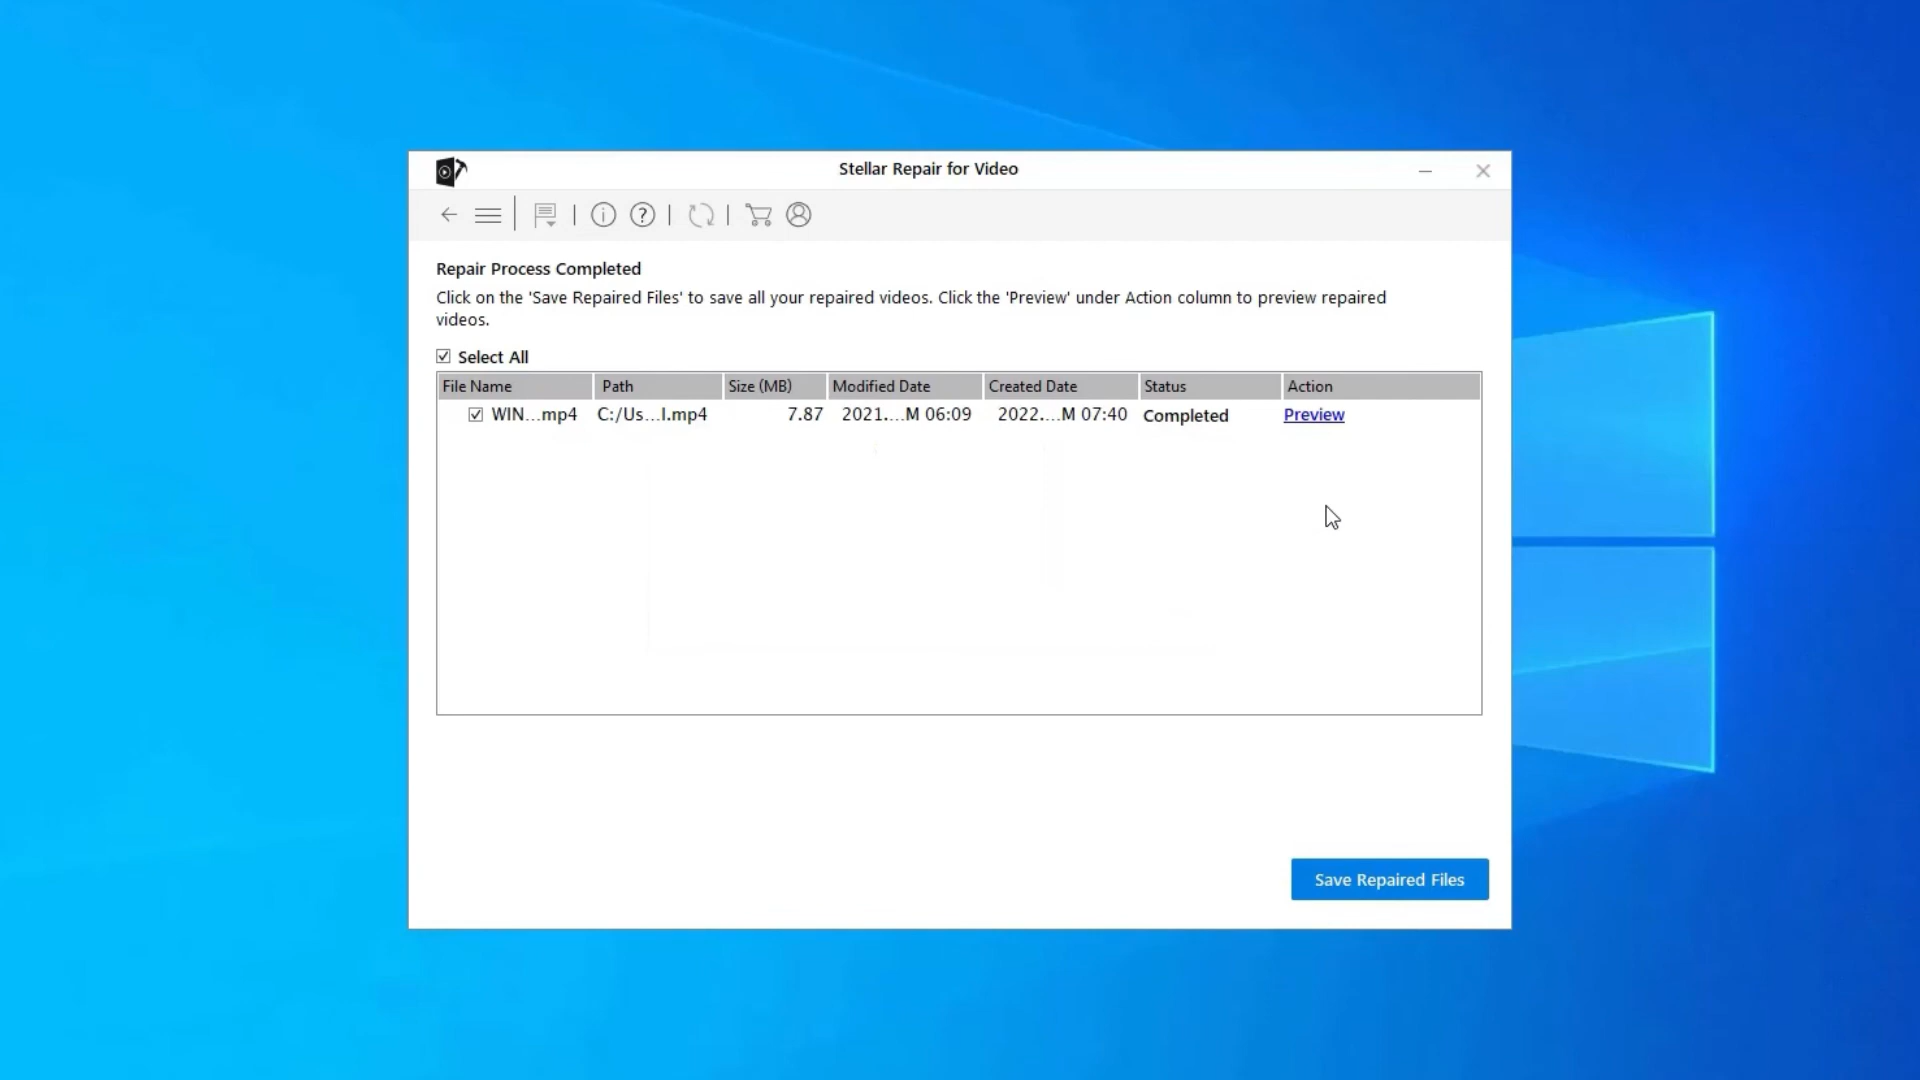 Stellar Repair for Video
Repair Process Completed
Click on the 'Save Repaired Files' to save all your repaired videos. Click the 'Preview' under Action column to preview repaired
videos.
Select All
File Name Path Size (MB) Modified Date Created Date Status Action
WIN...mp4 C:/Us...I.mp4 7.87 2021....M 06:09 2022....M 07:40 Completed Preview
Save Repaired Files